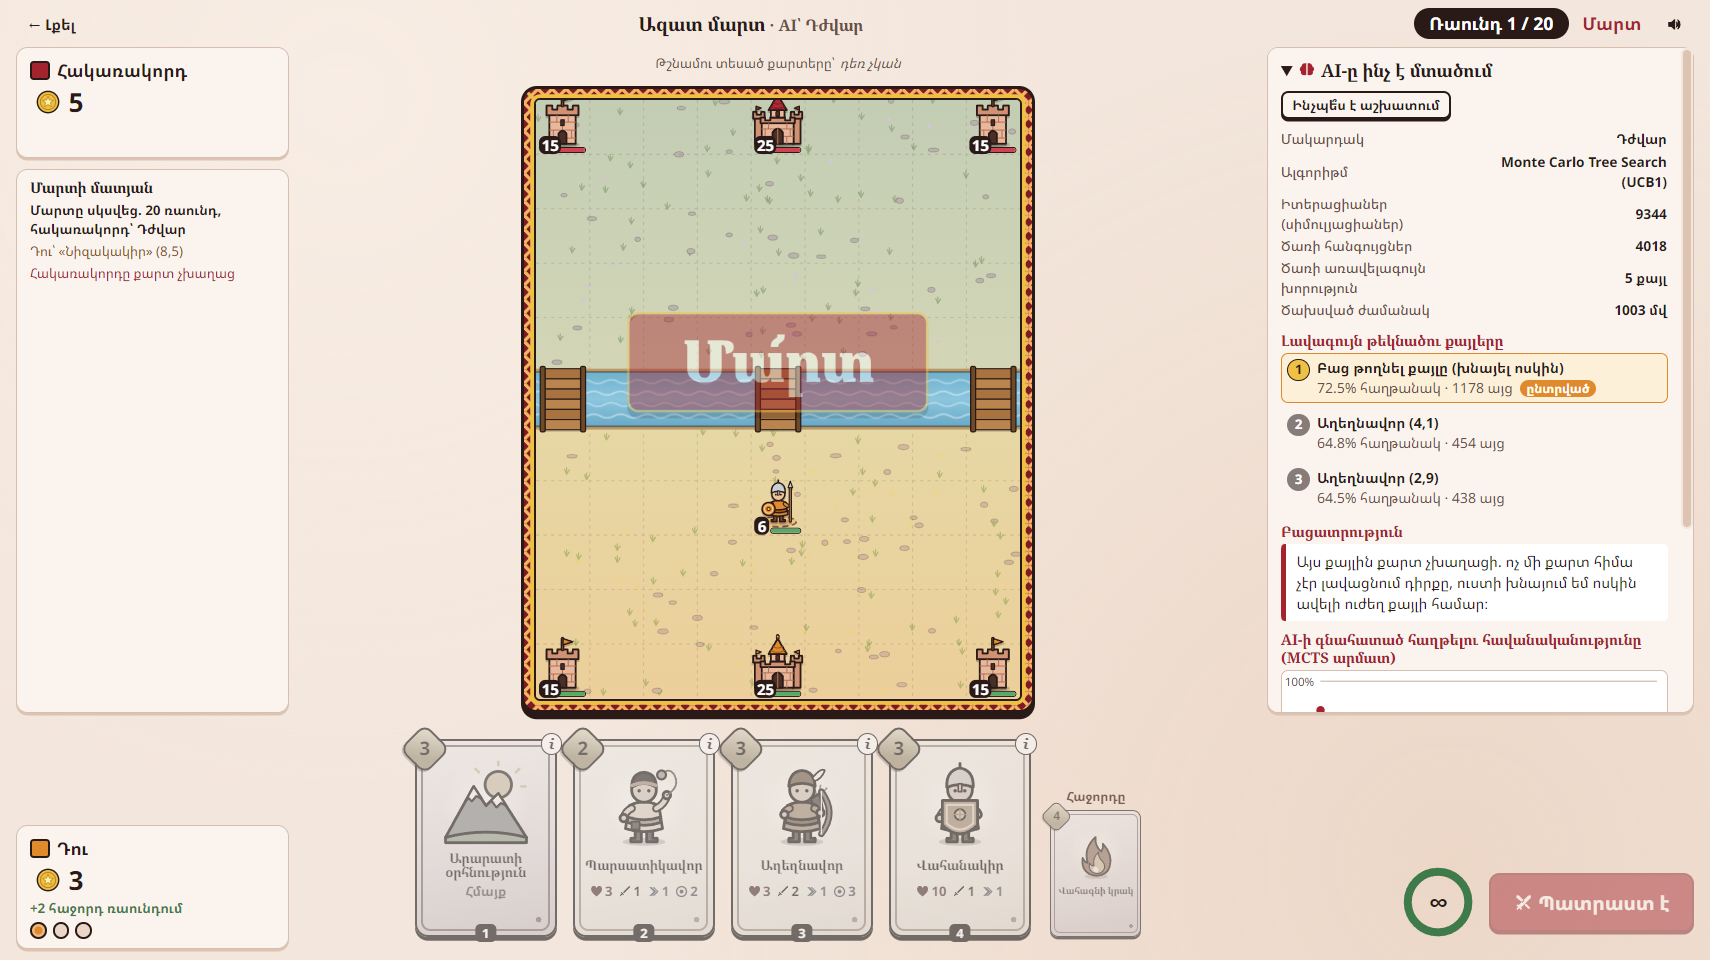 ← Լքել
Ազատ մարտ · AI՝ Դժվար
Ռաունդ 1 / 20
Մարտ
Հակառակորդ
5
Մարտի մատյան
Մարտը սկսվեց. 20 ռաունդ,
հակառակորդ՝ Դժվար
Դու՝ «Նիզակակիր» (8,5)
Հակառակորդը քարտ չխաղաց
Դու
3
+2 հաջորդ ռաունդում
Թշնամու տեսած քարտերը՝ դեռ չկան
15
25
15
Մա՛րտ
6
15
25
15
3
i
Արարատի
օրհնություն
Հմայք
1
2
i
Պարսատիկավոր
3 1 1 2
2
3
i
Աղեղնավոր
3 2 1 3
3
3
i
Վահանակիր
10 1 1
4
Հաջորդը
4
Վահագնի կրակ
▼ AI-ը ինչ է մտածում
Ինչպե՞ս է աշխատում
Մակարդակ Դժվար
Ալգորիթմ Monte Carlo Tree Search
(UCB1)
Իտերացիաներ
(սիմուլյացիաներ) 9344
Ծառի հանգույցներ 4018
Ծառի առավելագույն
խորություն 5 քայլ
Ծախսված ժամանակ 1003 մվ
Լավագույն թեկնածու քայլերը
1 Բաց թողնել քայլը (խնայել ոսկին)
72.5% հաղթանակ · 1178 այց ընտրված
2 Աղեղնավոր (4,1)
64.8% հաղթանակ · 454 այց
3 Աղեղնավոր (2,9)
64.5% հաղթանակ · 438 այց
Բացատրություն
Այս քայլին քարտ չխաղացի. ոչ մի քարտ հիմա
չէր լավացնում դիրքը, ուստի խնայում եմ ոսկին
ավելի ուժեղ քայլի համար:
AI-ի գնահատած հաղթելու հավանականությունը
(MCTS արմատ)
100%
∞
Պատրաստ է